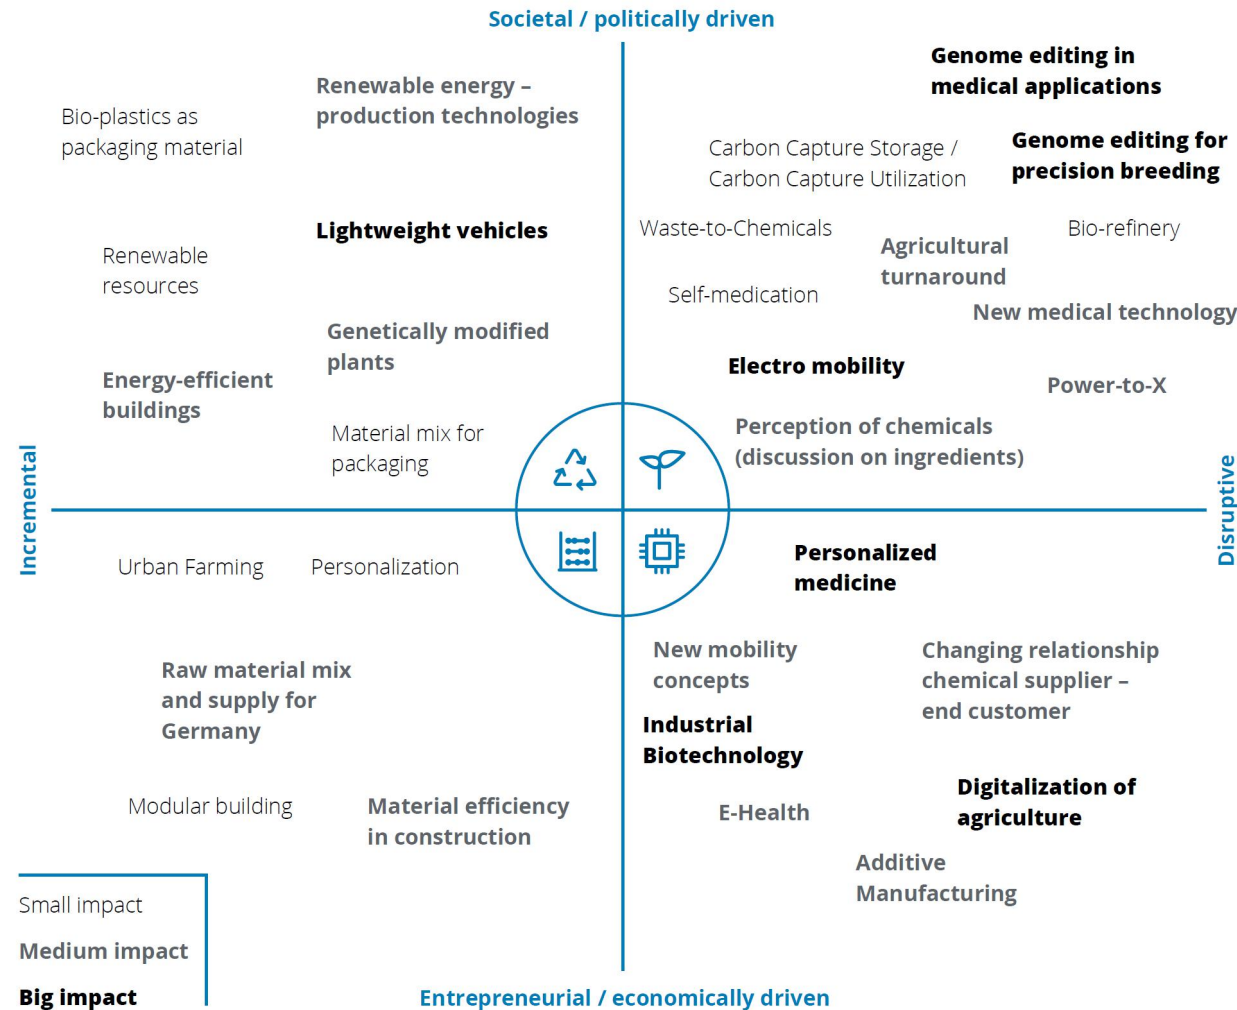 Societal / politically driven
Bio-plastics as
packaging material
Renewable energy –
production technologies
Lightweight vehicles
Renewable
resources
Genetically modified
plants
Energy-efficient
buildings
Material mix for
packaging
Genome editing in
medical applications
Genome editing for
precision breeding
Carbon Capture Storage /
Carbon Capture Utilization
Waste-to-Chemicals
Agricultural
turnaround
Bio-refinery
Self-medication
New medical technology
Electro mobility
Power-to-X
Perception of chemicals
(discussion on ingredients)
Incremental
Disruptive
Urban Farming
Personalization
Raw material mix
and supply for
Germany
Modular building
Material efficiency
in construction
Personalized
medicine
New mobility
concepts
Changing relationship
chemical supplier –
end customer
Industrial
Biotechnology
E-Health
Digitalization of
agriculture
Additive
Manufacturing
Small impact
Medium impact
Big impact
Entrepreneurial / economically driven